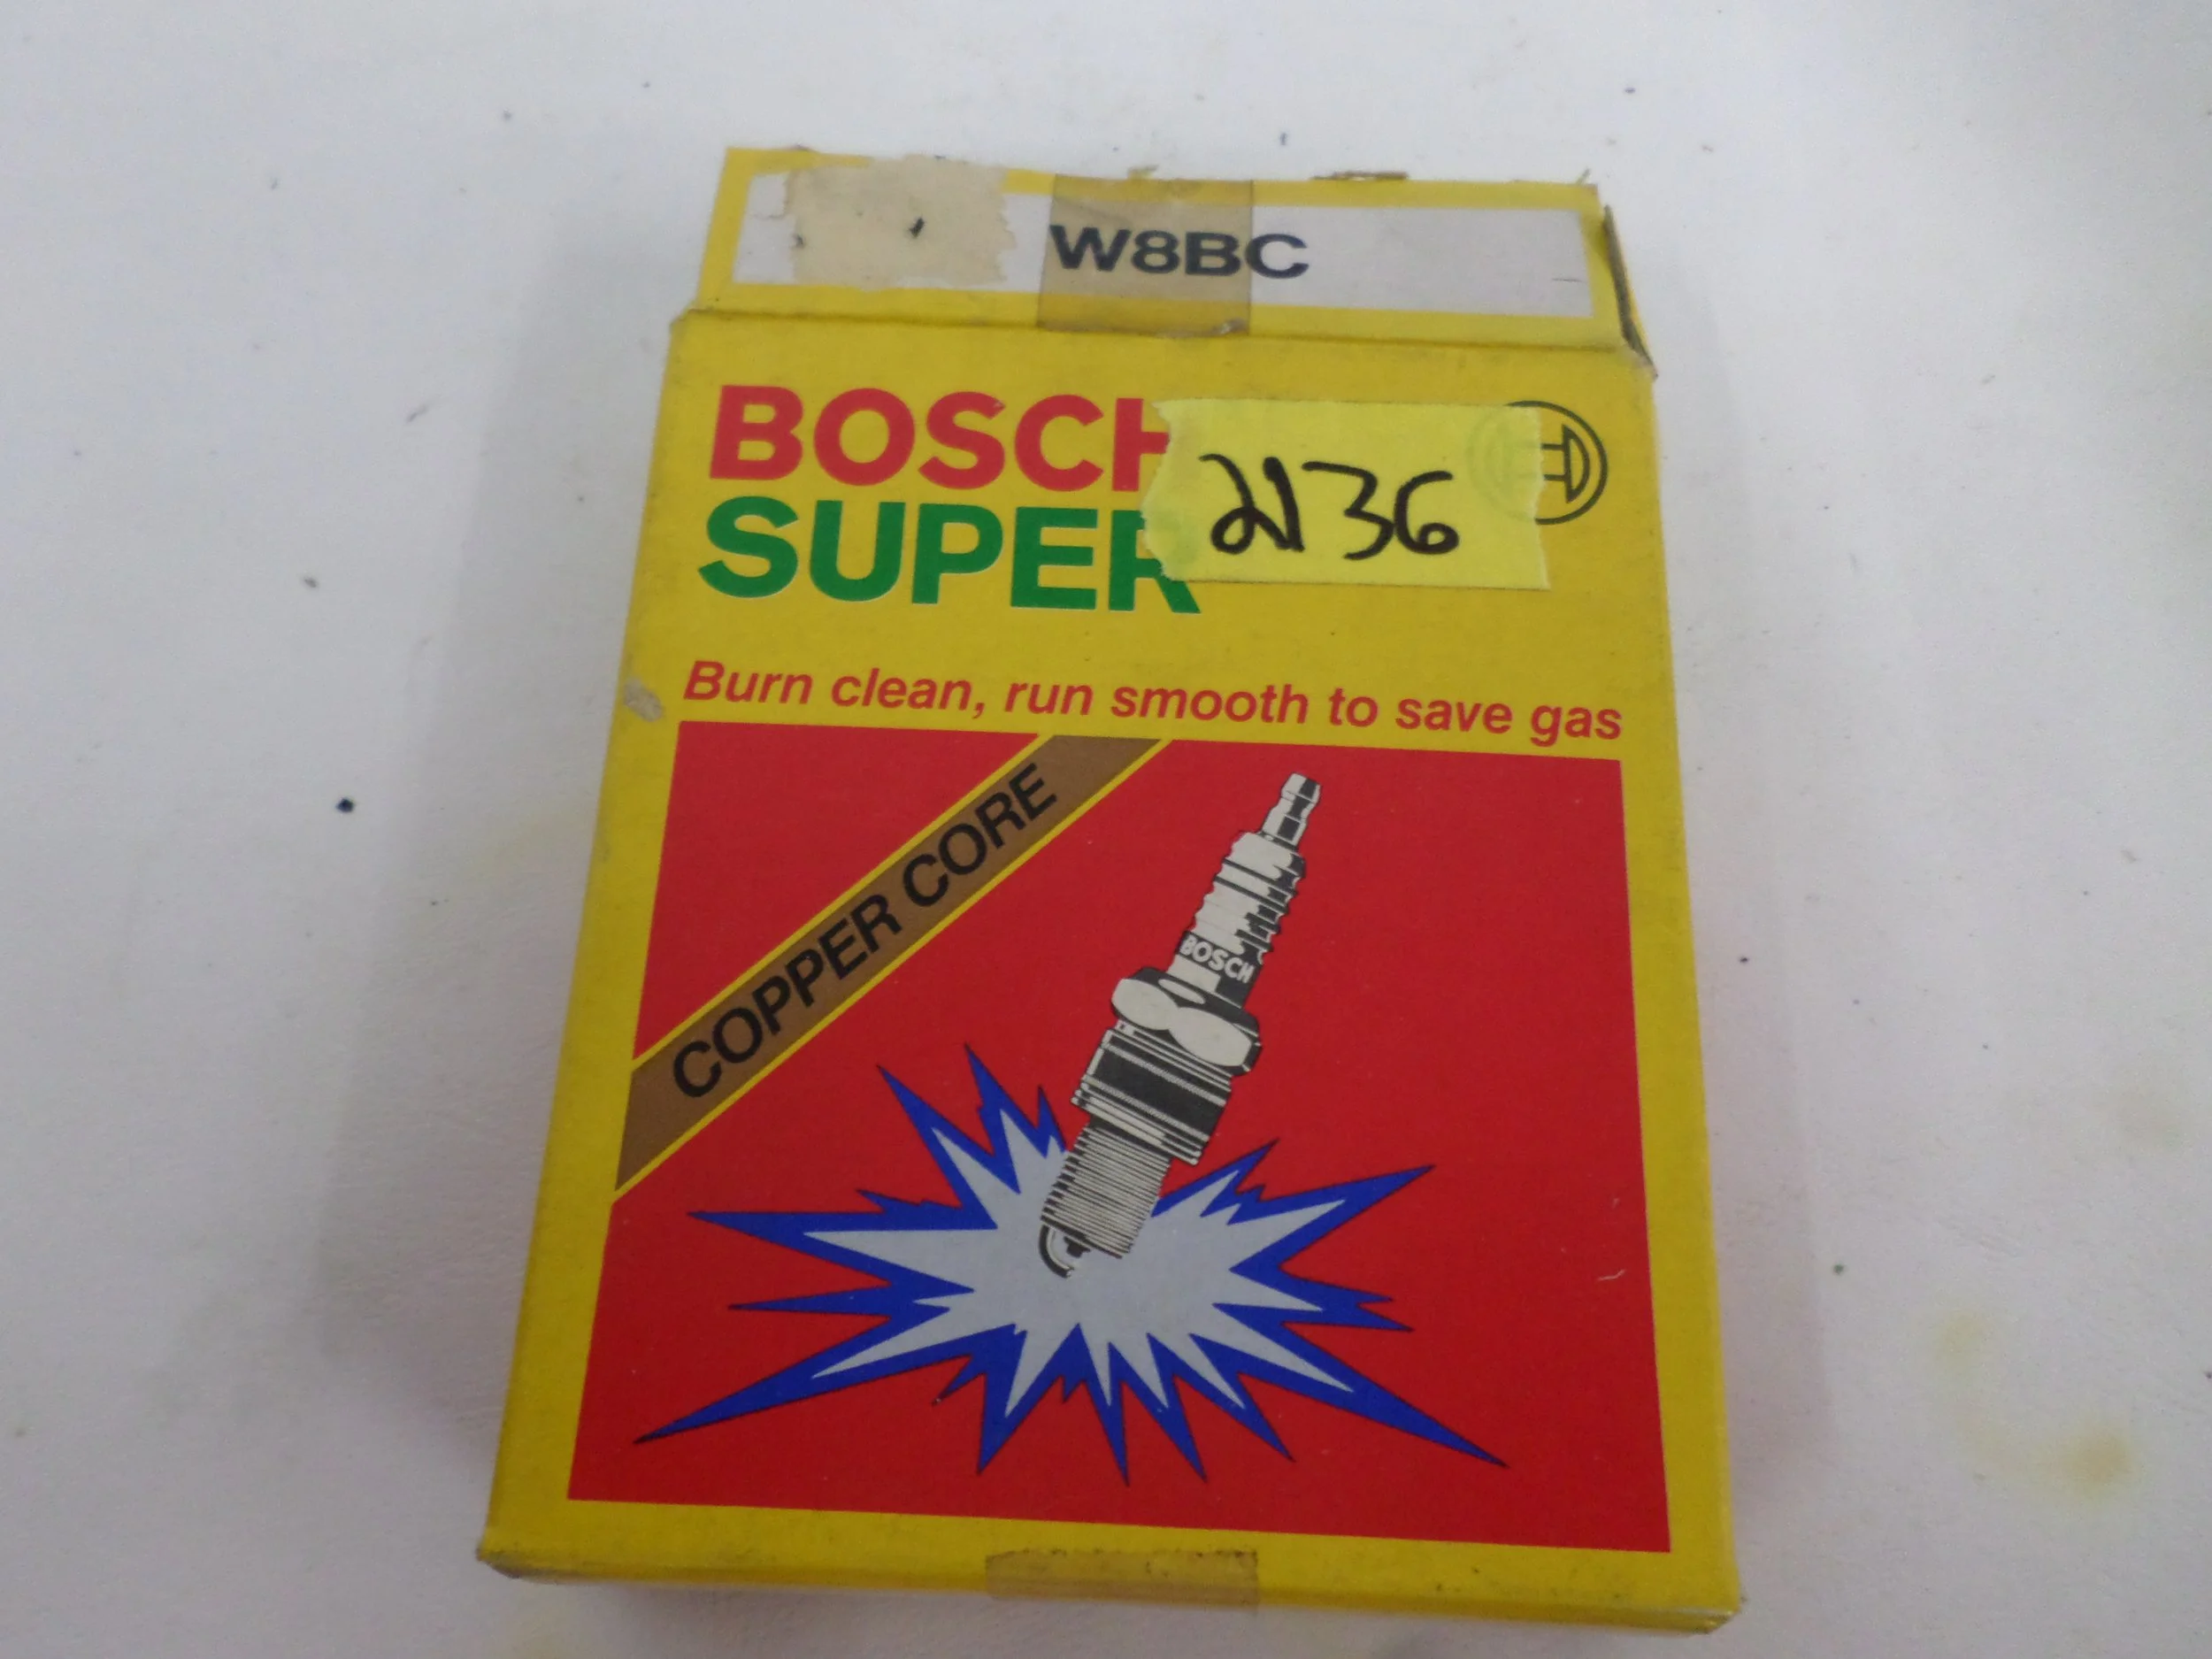 W8BC
BOSCH
SUPER
2136
Burn clean, run smooth to save gas
COPPER CORE
BOSCH